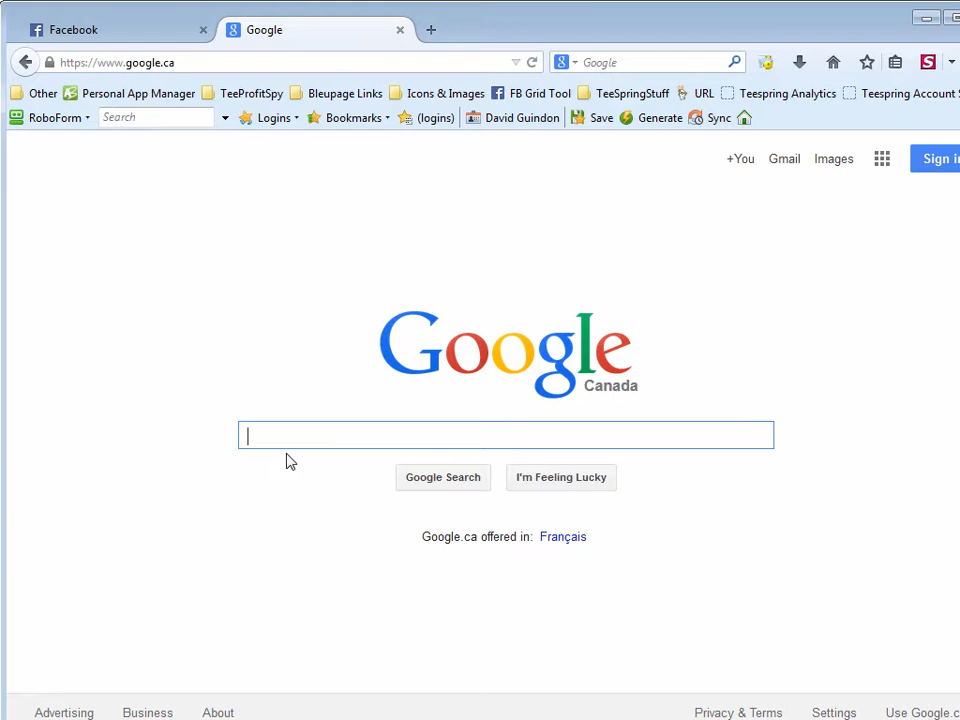 Facebook Google
https://www.google.ca Google
Other Personal App Manager TeeProfitSpy Bleupage Links Icons & Images FB Grid Tool TeeSpringStuff URL Teespring Analytics Teespring Account S
RoboForm Search Logins Bookmarks (logins) David Guindon Save Generate Sync
+You Gmail Images Sign i
Google
Canada
Google Search I'm Feeling Lucky
Google.ca offered in: Français
Advertising Business About Privacy & Terms Settings Use Google.c